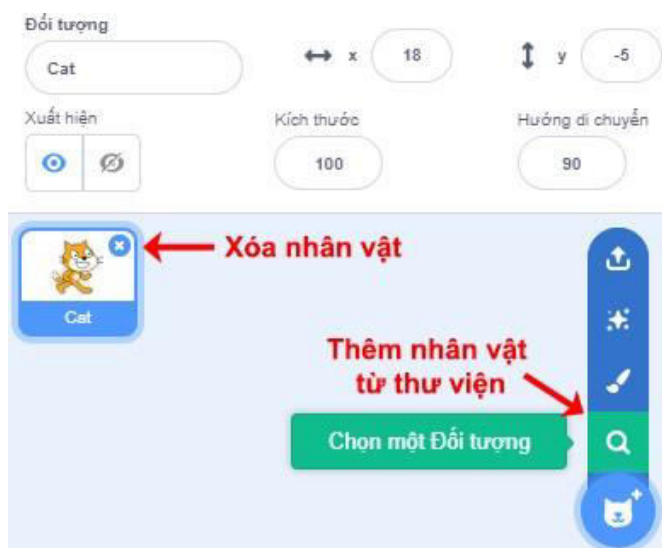 Đối tượng
Cat
x 18
y -5
Xuất hiện
Kích thước
Hướng di chuyển
100
90
Xóa nhân vật
Cat
Thêm nhân vật
từ thư viện
Chọn một Đối tượng